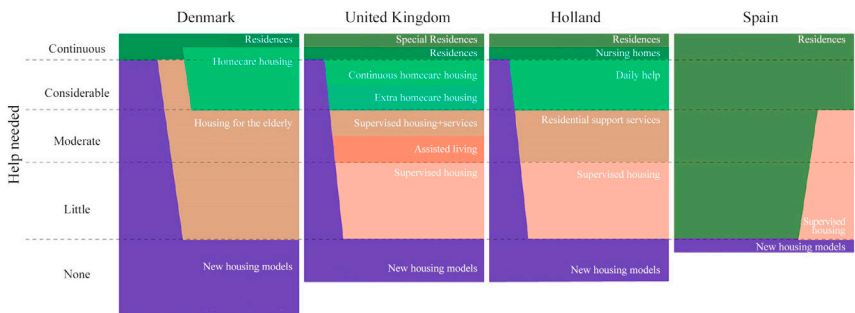 Denmark
United Kingdom
Holland
Spain
Help needed
Continuous
Considerable
Moderate
Little
None
Residences
Homecare housing
Housing for the elderly
New housing models
Special Residences
Residences
Continuous homecare housing
Extra homecare housing
Supervised housing+services
Assisted living
Supervised housing
New housing models
Residences
Nursing homes
Daily help
Residential support services
Supervised housing
New housing models
Residences
Supervised
housing
New housing models